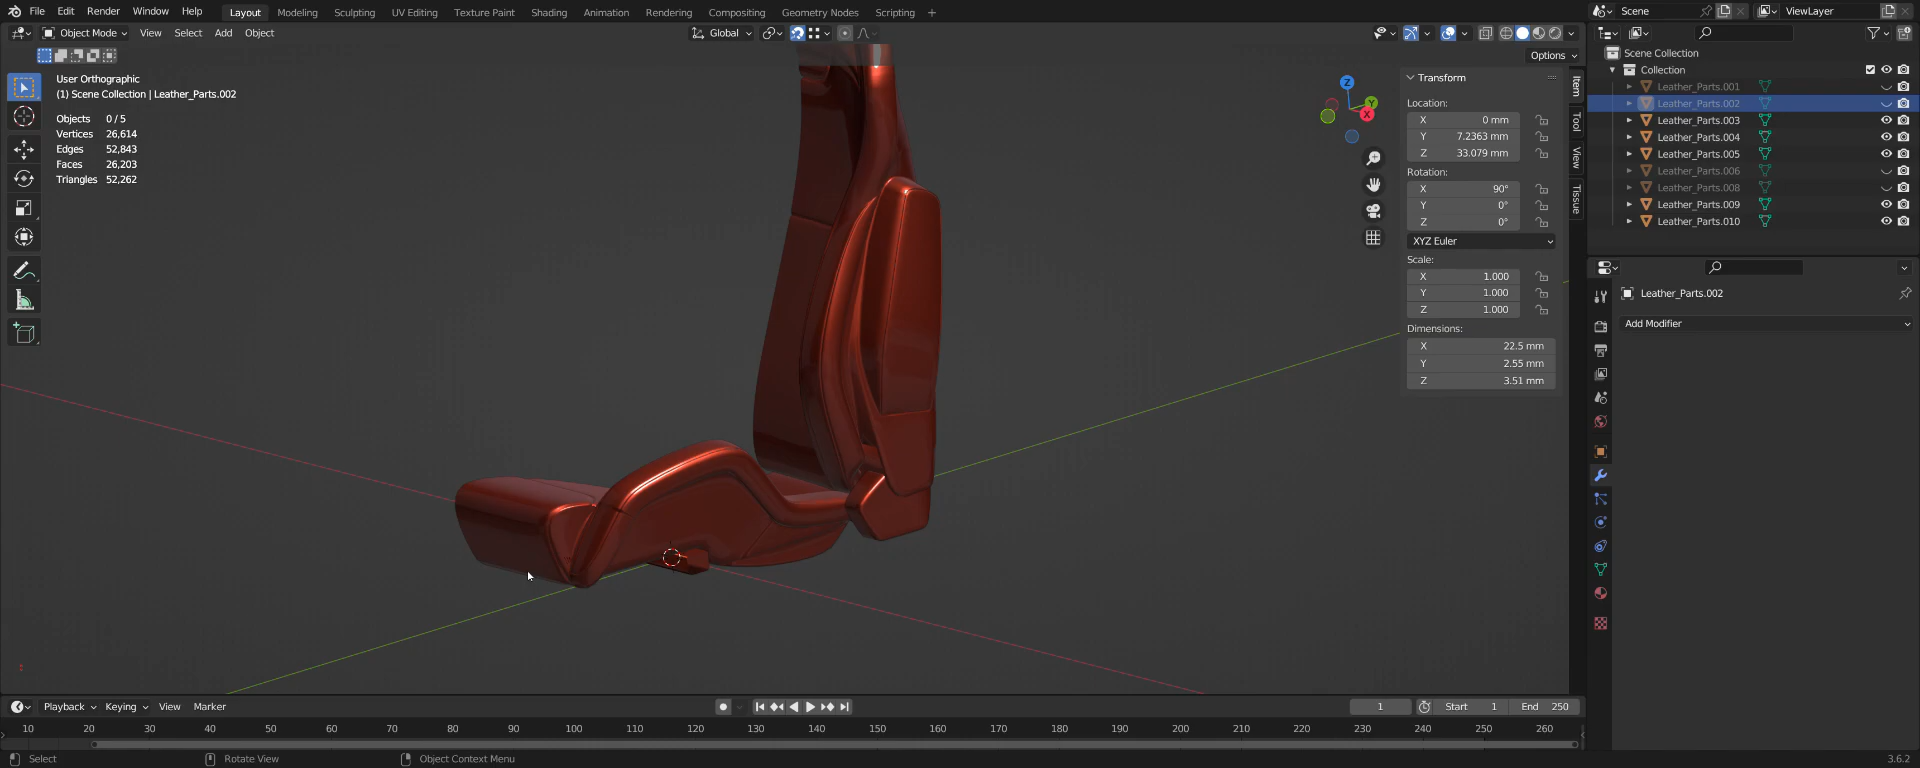 File Edit Render Window Help Layout Modeling Sculpting UV Editing Texture Paint Shading Animation Rendering Compositing Geometry Nodes Scripting + Scene ViewLayer
Object Mode View Select Add Object Global
Options
User Orthographic
(1) Scene Collection | Leather_Parts.002
Objects 0 / 5
Vertices 26,614
Edges 52,843
Faces 26,203
Triangles 52,262
Z
Y
X
Transform
Location:
X 0 mm
Y 7.2363 mm
Z 33.079 mm
Rotation:
X 90°
Y 0°
Z 0°
XYZ Euler
Scale:
X 1.000
Y 1.000
Z 1.000
Dimensions:
X 22.5 mm
Y 2.55 mm
Z 3.51 mm
Item
Tool
View
Tissue
Scene Collection
Collection
Leather_Parts.001
Leather_Parts.002
Leather_Parts.003
Leather_Parts.004
Leather_Parts.005
Leather_Parts.006
Leather_Parts.008
Leather_Parts.009
Leather_Parts.010
Leather_Parts.002
Add Modifier
Playback Keying View Marker 1 Start 1 End 250
10 20 30 40 50 60 70 80 90 100 110 120 130 140 150 160 170 180 190 200 210 220 230 240 250 260
Select Rotate View Object Context Menu 3.6.2